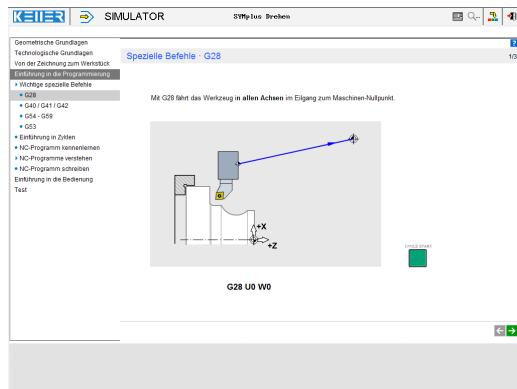 KELLER
SIMULATOR
SYMplus Drehen
?
Geometrische Grundlagen
Technologische Grundlagen
Von der Zeichnung zum Werkstück
Einführung in die Programmierung
Wichtige spezielle Befehle
G28
G40 / G41 / G42
G54 - G59
G53
Einführung in Zyklen
NC-Programm kennenlernen
NC-Programme verstehen
NC-Programm schreiben
Einführung in die Bedienung
Test
Spezielle Befehle · G28
1/3
Mit G28 fährt das Werkzeug in allen Achsen im Eilgang zum Maschinen-Nullpunkt.
G
+X
+Z
CYCLE START
G28 U0 W0